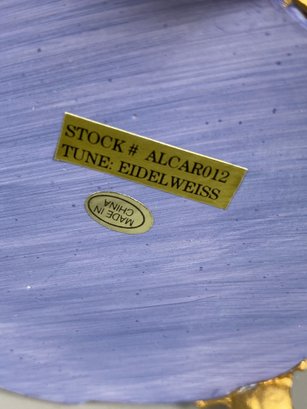 STOCK # ALCAR012
TUNE: EIDELWEISS
MADE IN
CHINA